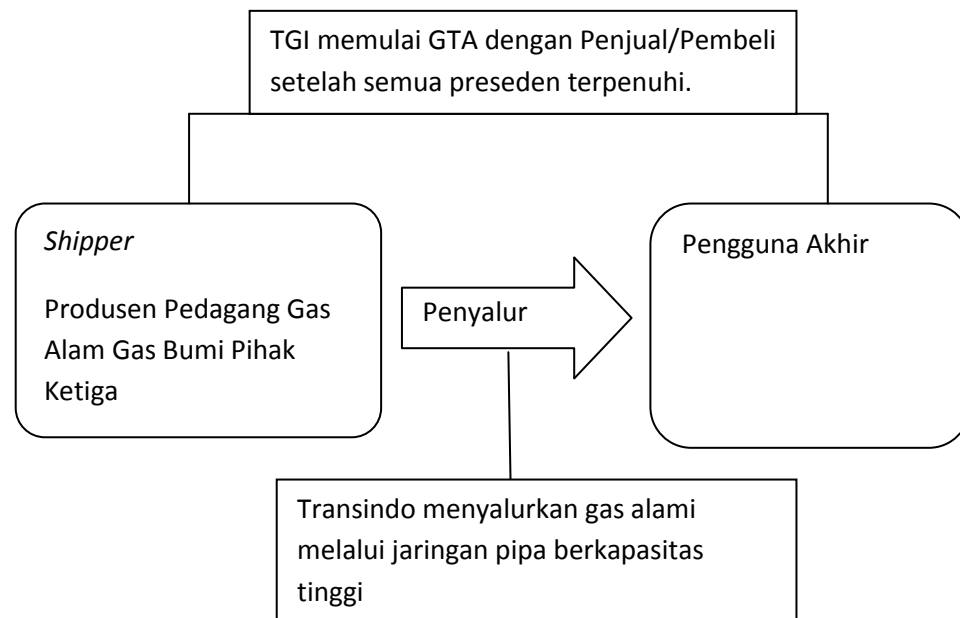 TGI memulai GTA dengan Penjual/Pembeli
setelah semua preseden terpenuhi.
Shipper
Produsen Pedagang Gas
Alam Gas Bumi Pihak
Ketiga
Penyalur
Pengguna Akhir
Transindo menyalurkan gas alami
melalui jaringan pipa berkapasitas
tinggi